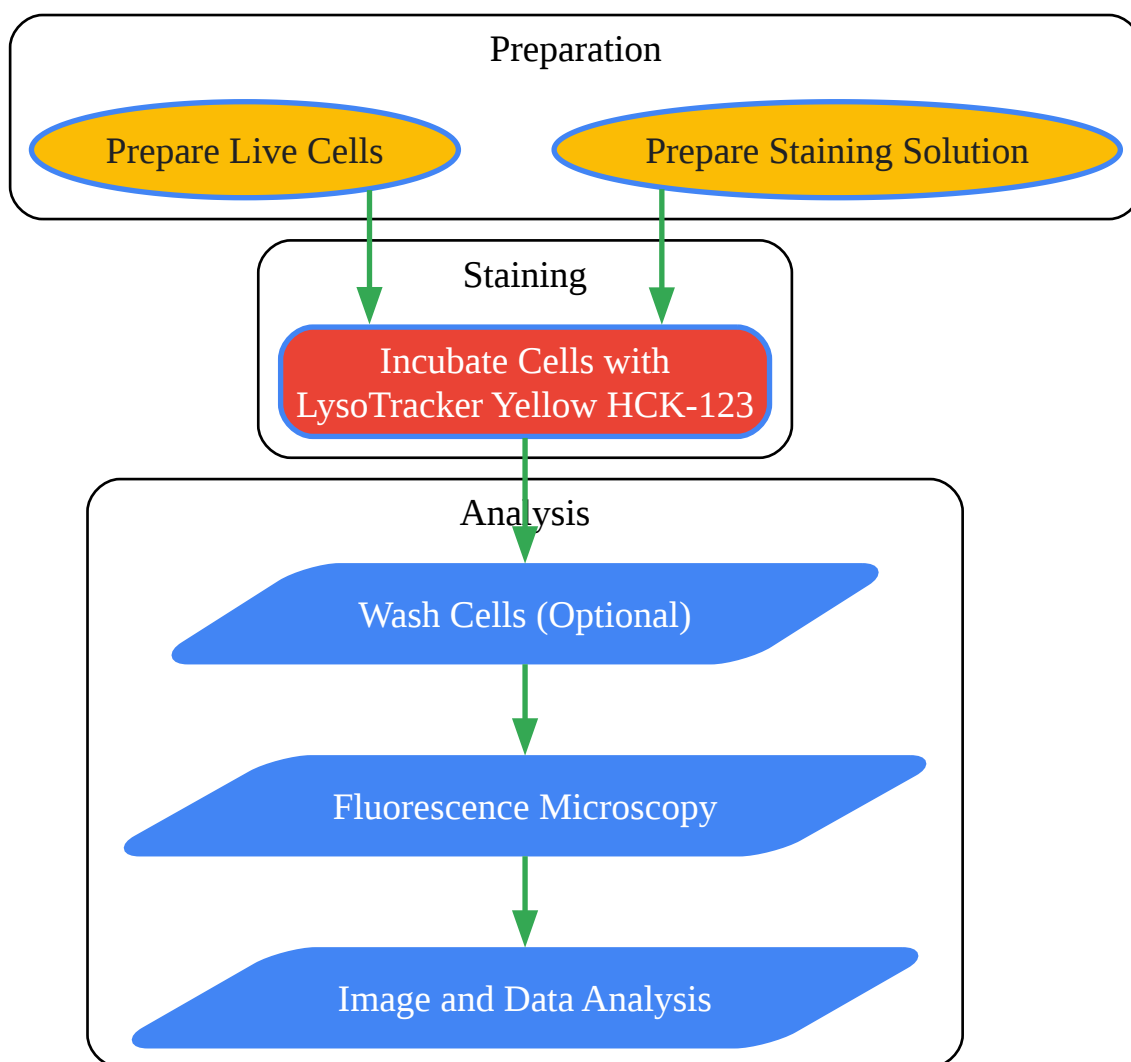 Preparation
Prepare Live Cells
Prepare Staining Solution
Staining
Incubate Cells with
LysoTracker Yellow HCK-123
Analysis
Wash Cells (Optional)
Fluorescence Microscopy
Image and Data Analysis